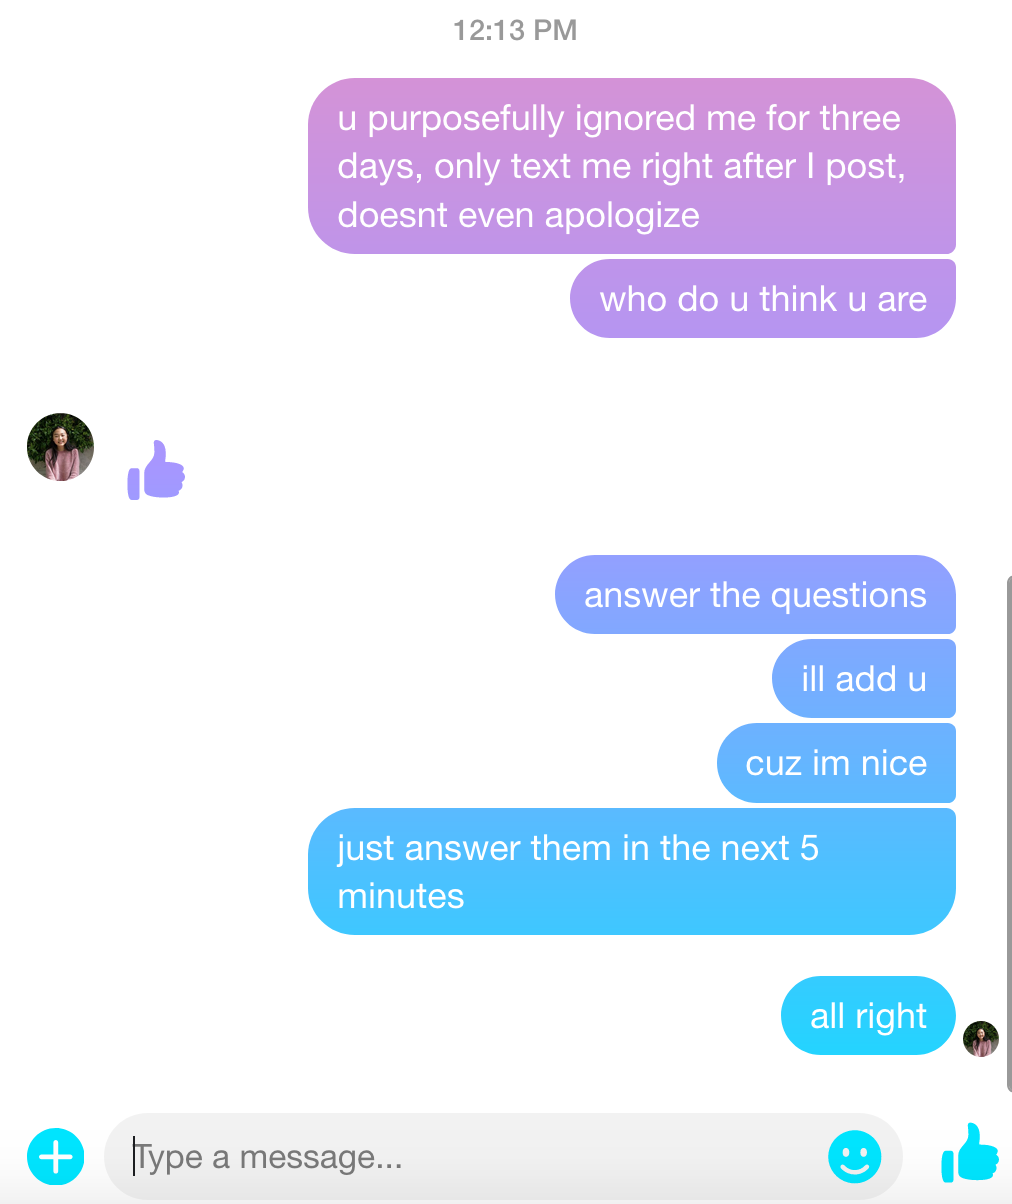 12:13 PM
u purposefully ignored me for three
days, only text me right after I post,
doesnt even apologize
who do u think u are
answer the questions
ill add u
cuz im nice
just answer them in the next 5
minutes
all right
Type a message...